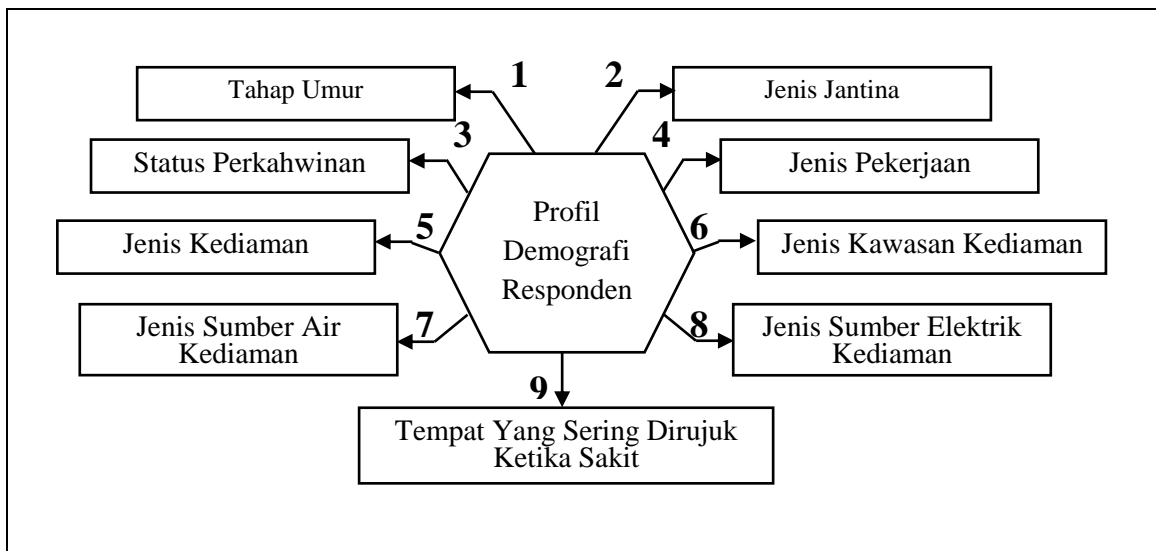 1
2
Tahap Umur
Jenis Jantina
3
4
Status Perkahwinan
Jenis Pekerjaan
Profil
Demografi
Responden
5
6
Jenis Kediaman
Jenis Kawasan Kediaman
7
8
Jenis Sumber Air
Kediaman
Jenis Sumber Elektrik
Kediaman
9
Tempat Yang Sering Dirujuk
Ketika Sakit